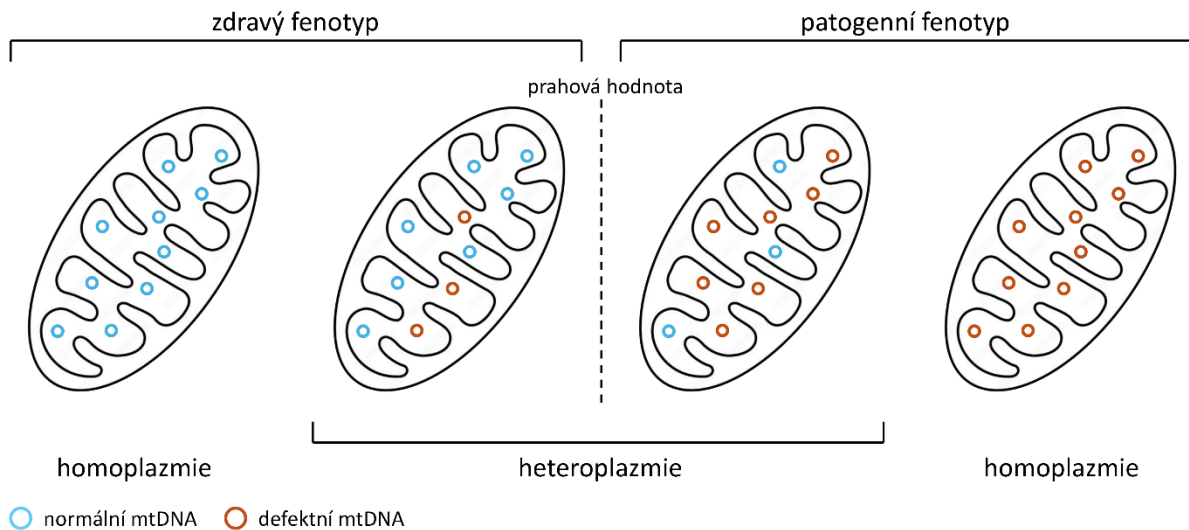 zdravý fenotyp
patogenní fenotyp
prahová hodnota
homoplazmie
heteroplazmie
homoplazmie
normální mtDNA
defektní mtDNA